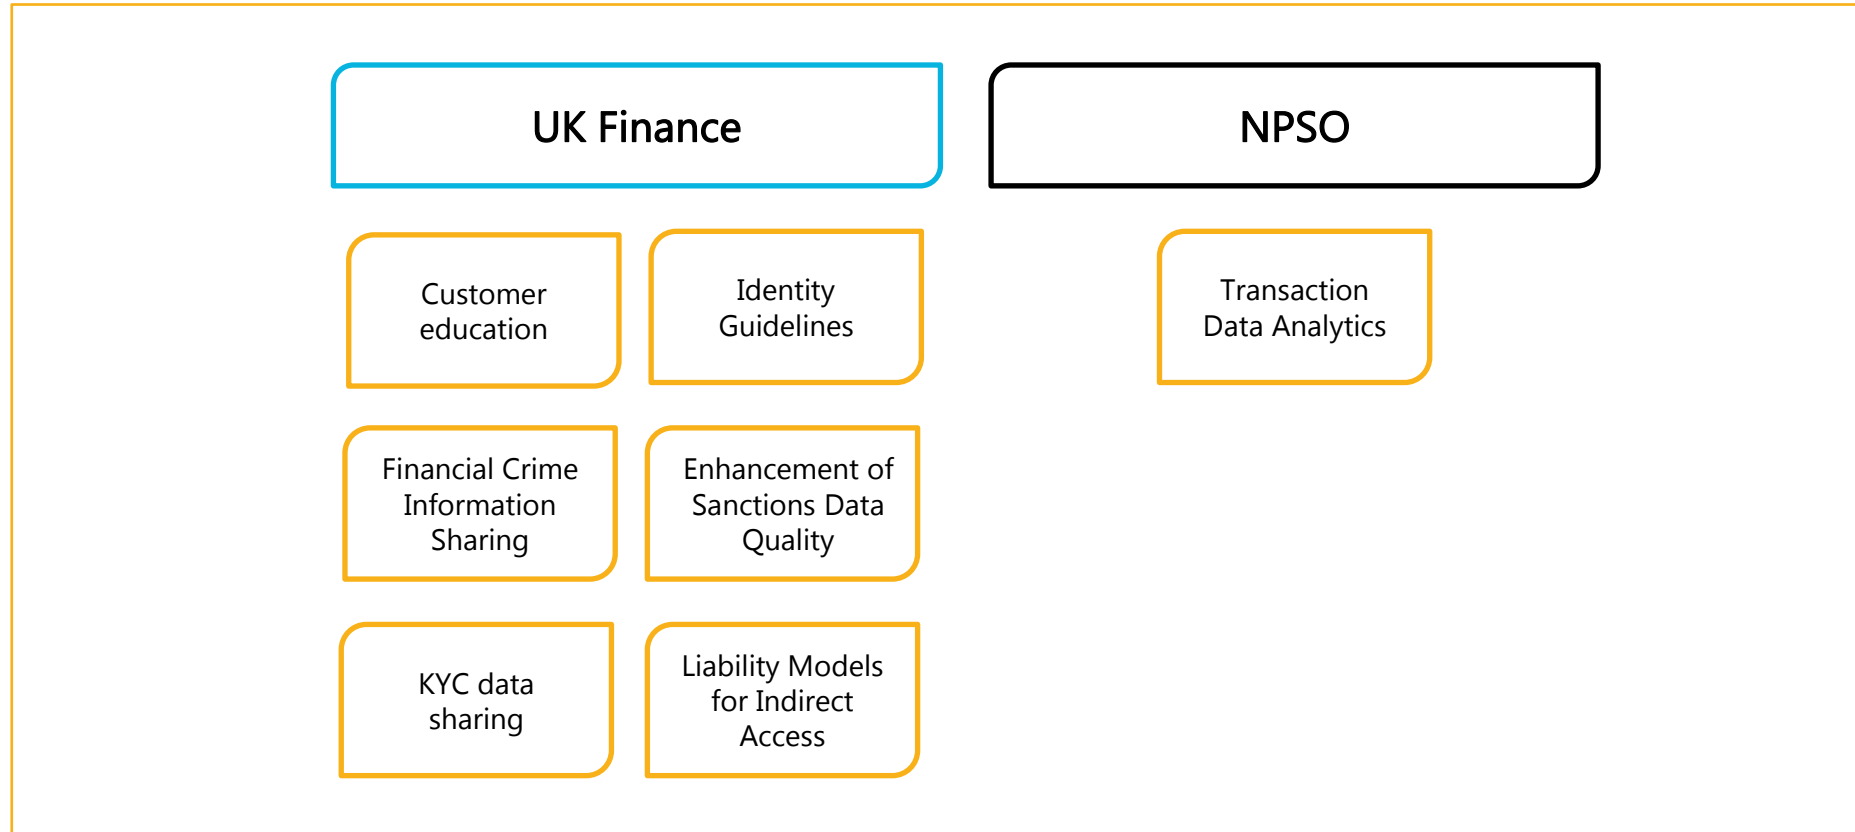 UK Finance
NPSO
Customer
education
Identity
Guidelines
Transaction
Data Analytics
Financial Crime
Information
Sharing
Enhancement of
Sanctions Data
Quality
KYC data
sharing
Liability Models
for Indirect
Access